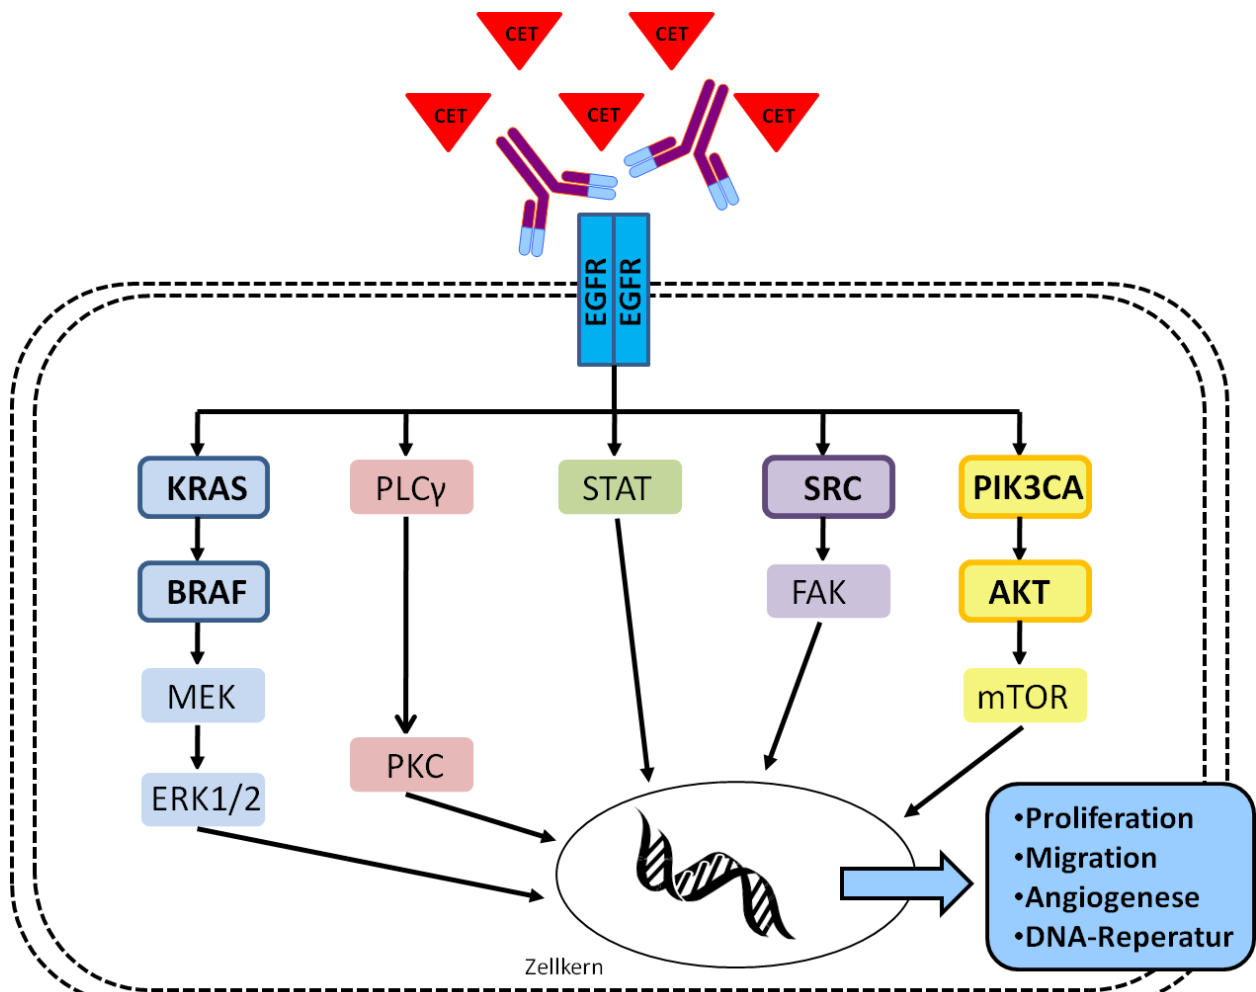 CET
CET
CET
CET
CET
EGFR
EGFR
KRAS
PLCγ
STAT
SRC
PIK3CA
BRAF
FAK
AKT
MEK
mTOR
PKC
ERK1/2
•Proliferation
•Migration
•Angiogenese
•DNA-Reperatur
Zellkern